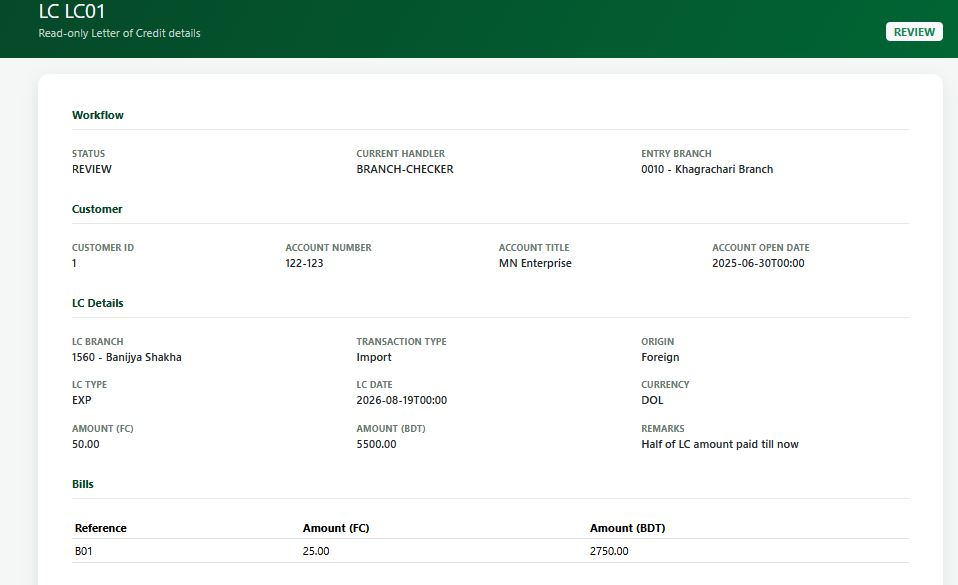 LC LC01
Read-only Letter of Credit details
REVIEW
Workflow
STATUS CURRENT HANDLER ENTRY BRANCH
REVIEW BRANCH-CHECKER 0010 - Khagrachari Branch
Customer
CUSTOMER ID ACCOUNT NUMBER ACCOUNT TITLE ACCOUNT OPEN DATE
1 122-123 MN Enterprise 2025-06-30T00:00
LC Details
LC BRANCH TRANSACTION TYPE ORIGIN
1560 - Banijya Shakha Import Foreign
LC TYPE LC DATE CURRENCY
EXP 2026-08-19T00:00 DOL
AMOUNT (FC) AMOUNT (BDT) REMARKS
50.00 5500.00 Half of LC amount paid till now
Bills
Reference Amount (FC) Amount (BDT)
B01 25.00 2750.00